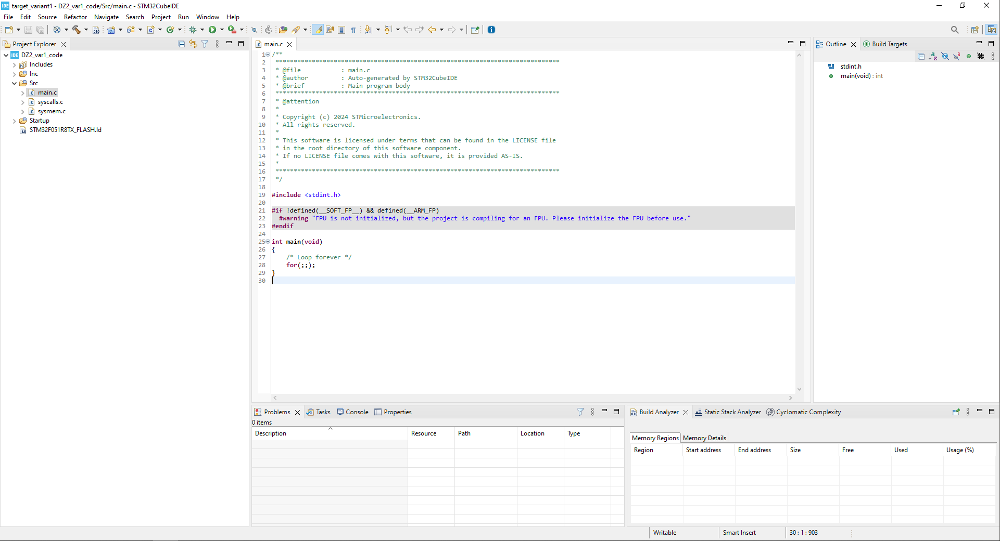 IDE target_variant1 - DZ2_var1_code/Src/main.c - STM32CubeIDE
File Edit Source Refactor Navigate Search Project Run Window Help
Project Explorer
IDE DZ2_var1_code
Includes
Inc
Src
main.c
syscalls.c
sysmem.c
Startup
STM32F051R8TX_FLASH.ld
main.c
1 /**
2 ******************************************************************************
3 * @file : main.c
4 * @author : Auto-generated by STM32CubeIDE
5 * @brief : Main program body
6 ******************************************************************************
7 * @attention
8 *
9 * Copyright (c) 2024 STMicroelectronics.
10 * All rights reserved.
11 *
12 * This software is licensed under terms that can be found in the LICENSE file
13 * in the root directory of this software component.
14 * If no LICENSE file comes with this software, it is provided AS-IS.
15 *
16 ******************************************************************************
17 */
18
19 #include <stdint.h>
20
21 #if !defined(__SOFT_FP__) && defined(__ARM_FP)
22 #warning "FPU is not initialized, but the project is compiling for an FPU. Please initialize the FPU before use."
23 #endif
24
25 int main(void)
26 {
27 /* Loop forever */
28 for(;;);
29 }
30
Outline Build Targets
stdint.h
main(void) : int
Problems Tasks Console Properties
0 items
Description Resource Path Location Type
Build Analyzer Static Stack Analyzer Cyclomatic Complexity
Memory Regions Memory Details
Region Start address End address Size Free Used Usage (%)
Writable Smart Insert 30 : 1 : 903